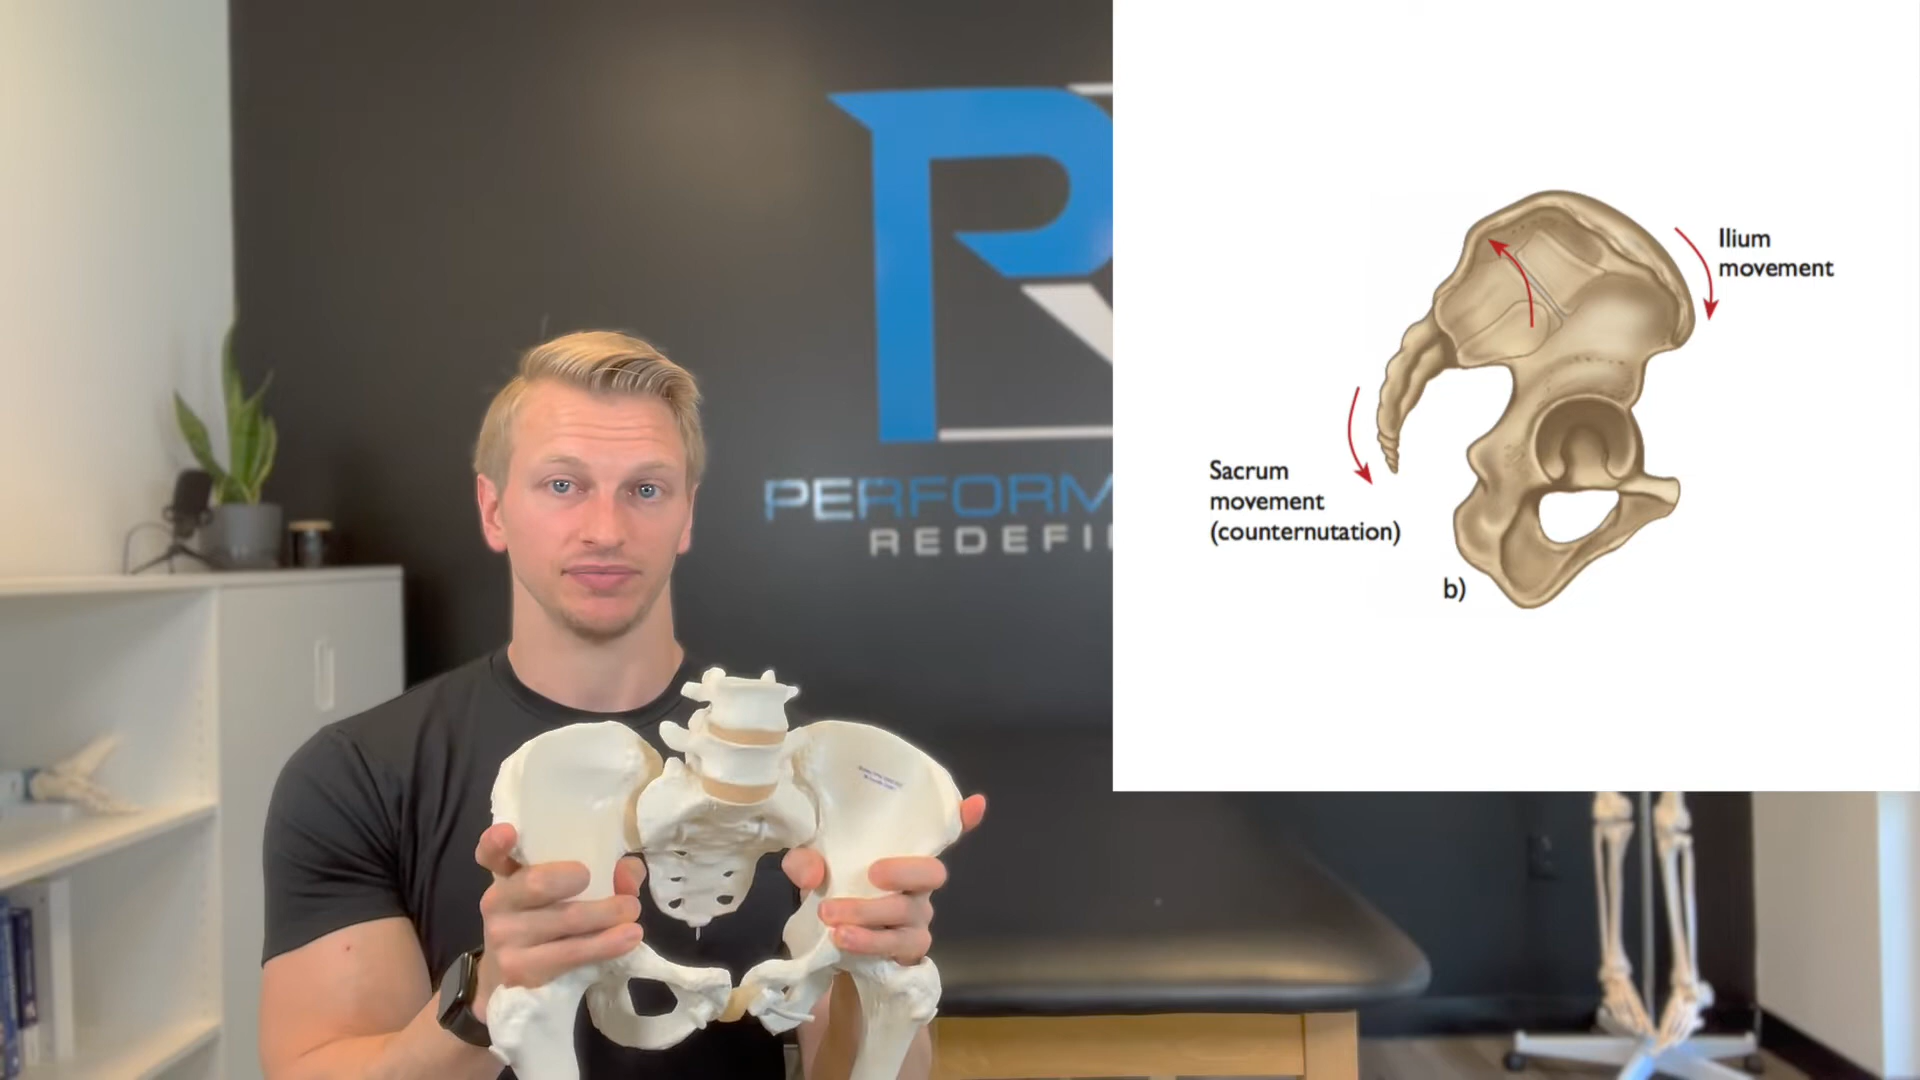 PERFORM
REDEFI
Ilium
movement
Sacrum
movement
(counternutation)
b)